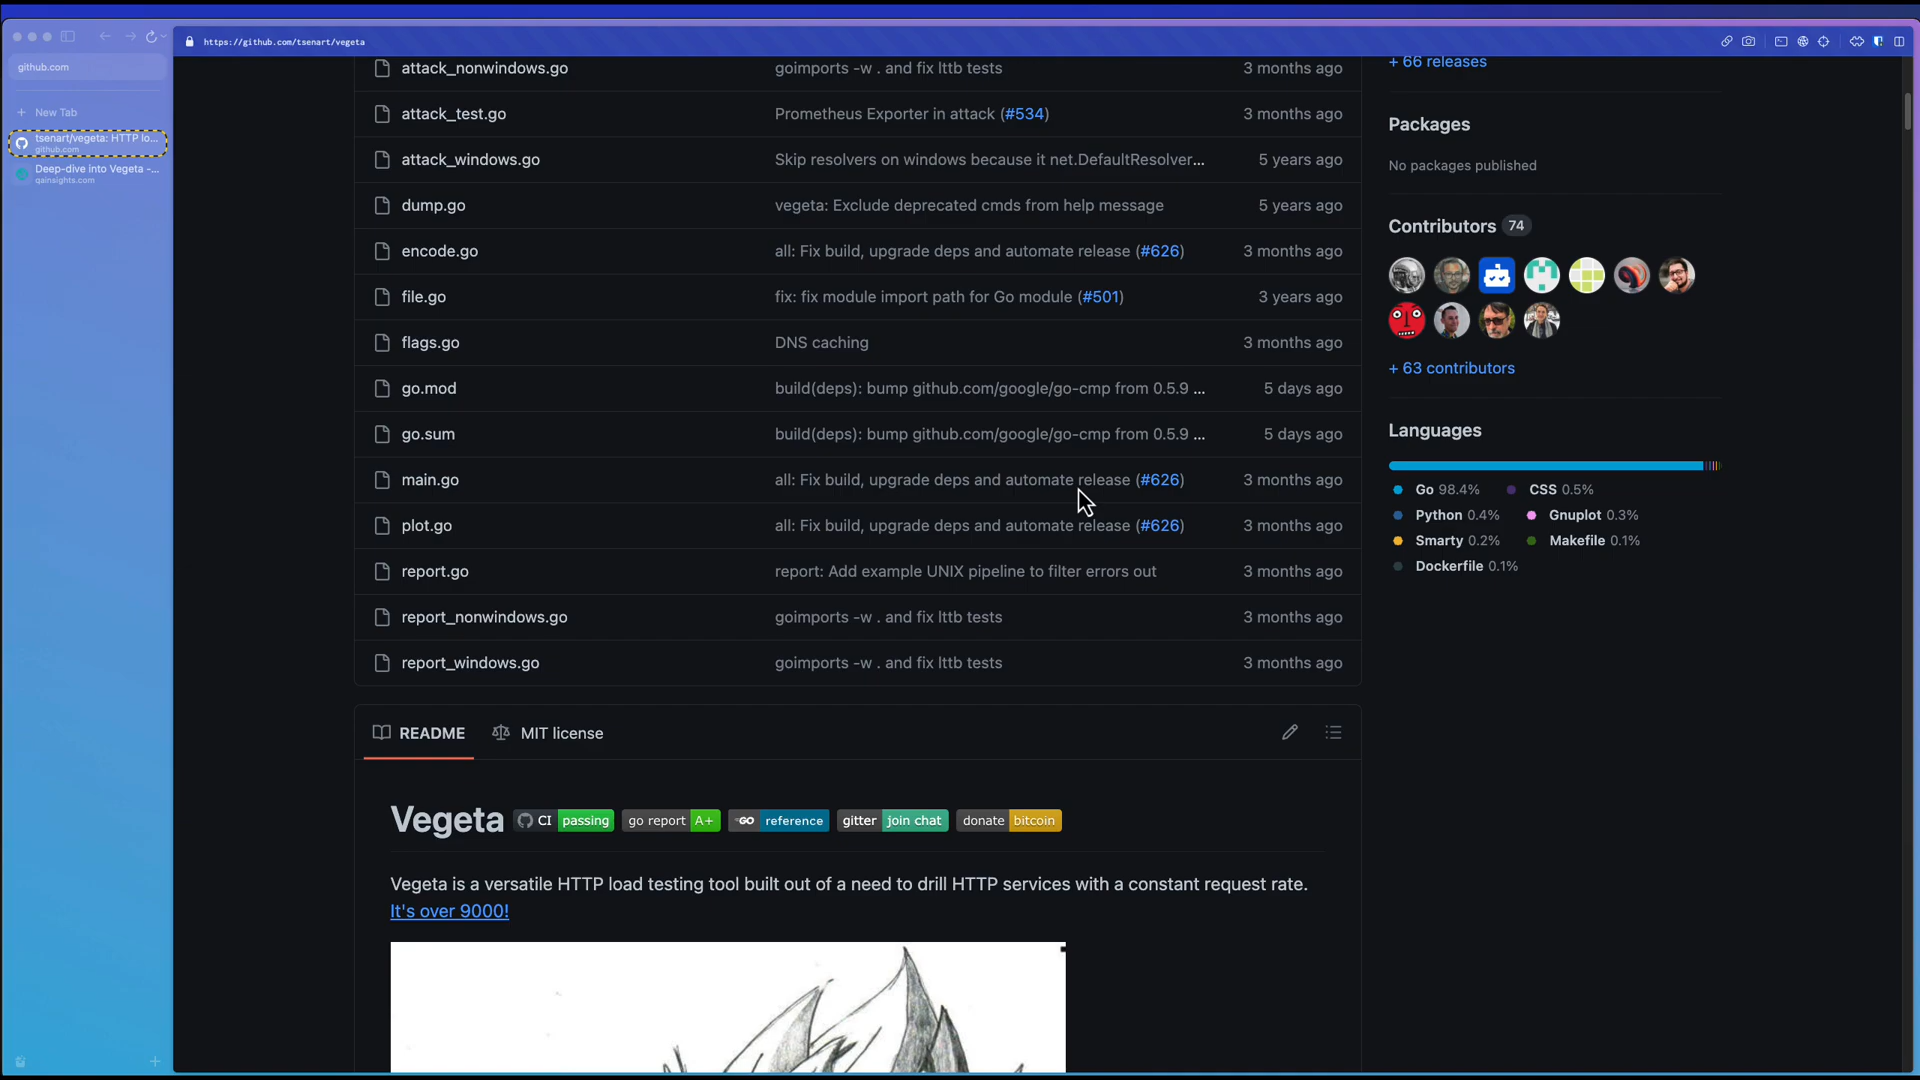 https://github.com/tsenart/vegeta
github.com
New Tab
tsenart/vegeta: HTTP lo...
github.com
Deep-dive into Vegeta -...
qainsights.com
attack_nonwindows.go goimports -w . and fix lttb tests 3 months ago
attack_test.go Prometheus Exporter in attack (#534) 3 months ago
attack_windows.go Skip resolvers on windows because it net.DefaultResolver... 5 years ago
dump.go vegeta: Exclude deprecated cmds from help message 5 years ago
encode.go all: Fix build, upgrade deps and automate release (#626) 3 months ago
file.go fix: fix module import path for Go module (#501) 3 years ago
flags.go DNS caching 3 months ago
go.mod build(deps): bump github.com/google/go-cmp from 0.5.9 ... 5 days ago
go.sum build(deps): bump github.com/google/go-cmp from 0.5.9 ... 5 days ago
main.go all: Fix build, upgrade deps and automate release (#626) 3 months ago
plot.go all: Fix build, upgrade deps and automate release (#626) 3 months ago
report.go report: Add example UNIX pipeline to filter errors out 3 months ago
report_nonwindows.go goimports -w . and fix lttb tests 3 months ago
report_windows.go goimports -w . and fix lttb tests 3 months ago
README MIT license
Vegeta CI passing go report A+ GO reference gitter join chat donate bitcoin
Vegeta is a versatile HTTP load testing tool built out of a need to drill HTTP services with a constant request rate.
It's over 9000!
+ 66 releases
Packages
No packages published
Contributors 74
+ 63 contributors
Languages
Go 98.4% CSS 0.5%
Python 0.4% Gnuplot 0.3%
Smarty 0.2% Makefile 0.1%
Dockerfile 0.1%